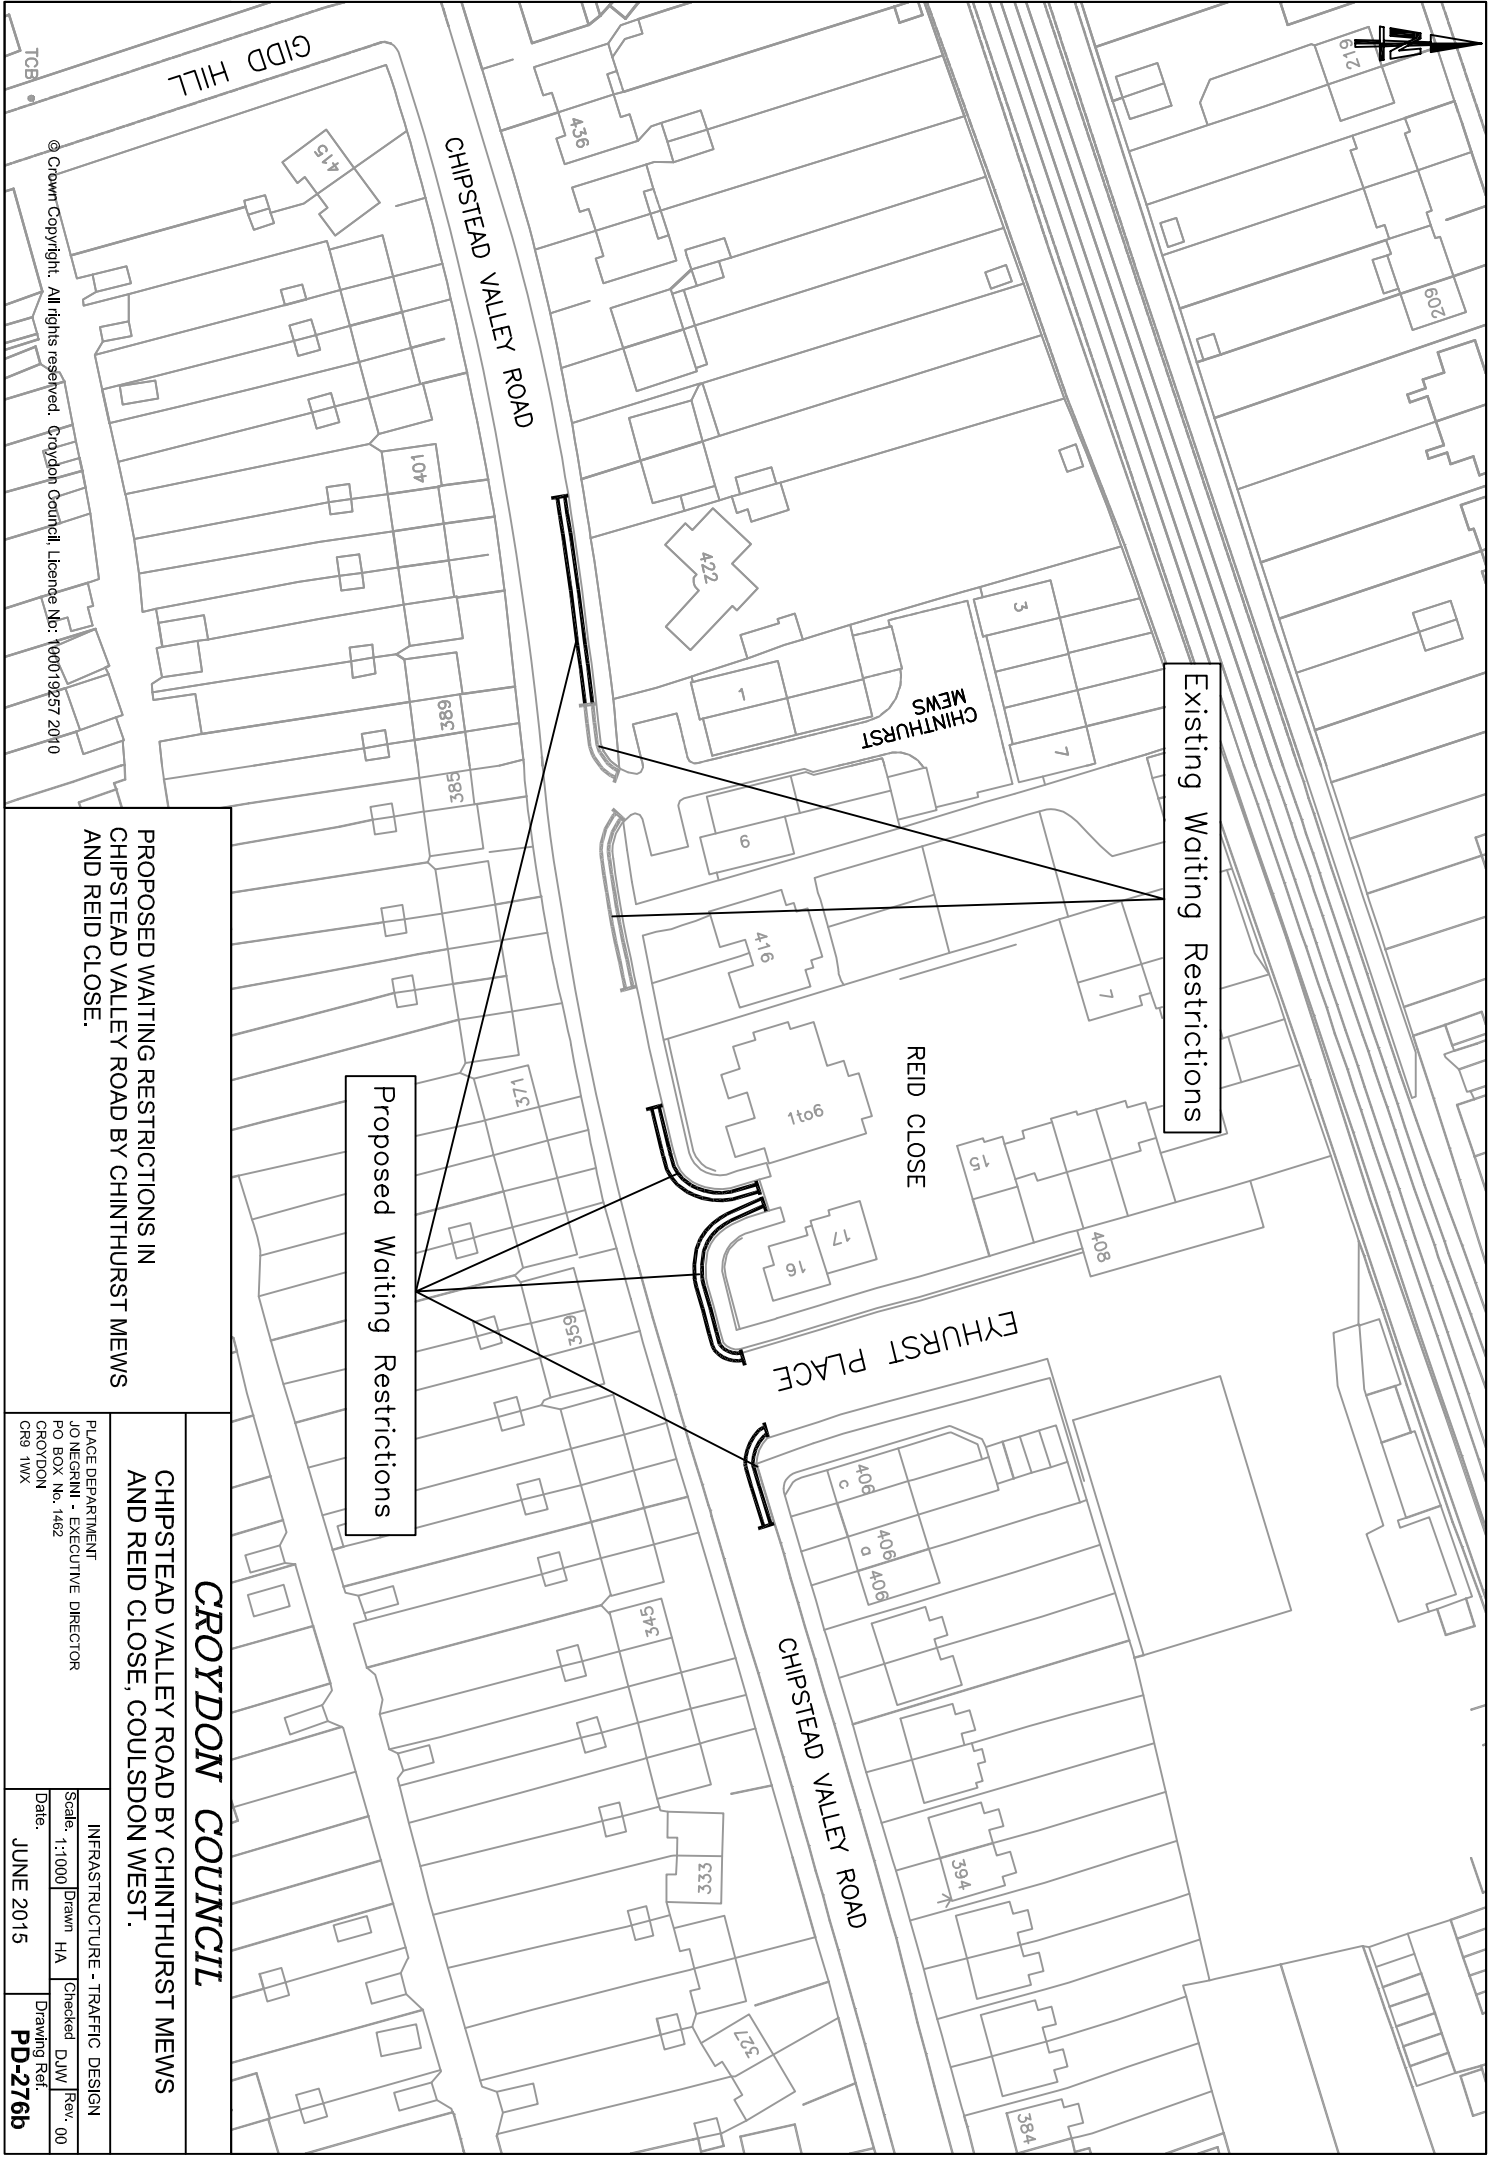 N
219
209
GIDD HILL
TCB
436
415
CHIPSTEAD VALLEY ROAD
401
422
3
1
CHINTHURST
MEWS
7
Existing Waiting Restrictions
389
385
9
416
7
REID CLOSE
371
1to6
15
17
16
408
359
EYHURST PLACE
Proposed Waiting Restrictions
406
c
406
a
406
345
CHIPSTEAD VALLEY ROAD
394
333
327
384
© Crown Copyright. All rights reserved. Croydon Council, Licence No: 100019257 2010
PROPOSED WAITING RESTRICTIONS IN
CHIPSTEAD VALLEY ROAD BY CHINTHURST MEWS
AND REID CLOSE.
CROYDON COUNCIL
CHIPSTEAD VALLEY ROAD BY CHINTHURST MEWS
AND REID CLOSE, COULSDON WEST.
PLACE DEPARTMENT
JO NEGRINI - EXECUTIVE DIRECTOR
PO BOX No. 1462
CROYDON
CR9 1WX
INFRASTRUCTURE - TRAFFIC DESIGN
Scale. 1:1000 Drawn HA Checked DJW Rev. 00
Date. JUNE 2015
Drawing Ref. PD-276b